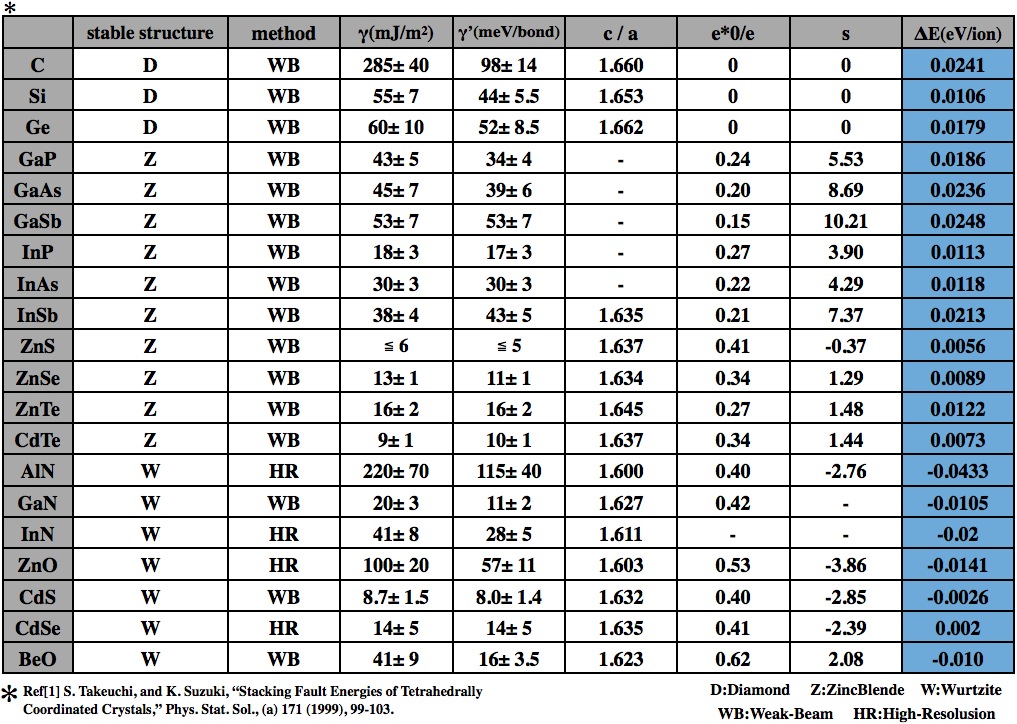 *
stable structure method γ(mJ/m²) γ'(meV/bond) c / a e*0/e s ΔE(eV/ion)
C D WB 285± 40 98± 14 1.660 0 0 0.0241
Si D WB 55± 7 44± 5.5 1.653 0 0 0.0106
Ge D WB 60± 10 52± 8.5 1.662 0 0 0.0179
GaP Z WB 43± 5 34± 4 - 0.24 5.53 0.0186
GaAs Z WB 45± 7 39± 6 - 0.20 8.69 0.0236
GaSb Z WB 53± 7 53± 7 - 0.15 10.21 0.0248
InP Z WB 18± 3 17± 3 - 0.27 3.90 0.0113
InAs Z WB 30± 3 30± 3 - 0.22 4.29 0.0118
InSb Z WB 38± 4 43± 5 1.635 0.21 7.37 0.0213
ZnS Z WB ≦ 6 ≦ 5 1.637 0.41 -0.37 0.0056
ZnSe Z WB 13± 1 11± 1 1.634 0.34 1.29 0.0089
ZnTe Z WB 16± 2 16± 2 1.645 0.27 1.48 0.0122
CdTe Z WB 9± 1 10± 1 1.637 0.34 1.44 0.0073
AlN W HR 220± 70 115± 40 1.600 0.40 -2.76 -0.0433
GaN W WB 20± 3 11± 2 1.627 0.42 - -0.0105
InN W HR 41± 8 28± 5 1.611 - - -0.02
ZnO W HR 100± 20 57± 11 1.603 0.53 -3.86 -0.0141
CdS W WB 8.7± 1.5 8.0± 1.4 1.632 0.40 -2.85 -0.0026
CdSe W HR 14± 5 14± 5 1.635 0.41 -2.39 0.002
BeO W WB 41± 9 16± 3.5 1.623 0.62 2.08 -0.010
* Ref[1] S. Takeuchi, and K. Suzuki, “Stacking Fault Energies of Tetrahedrally
Coordinated Crystals,” Phys. Stat. Sol., (a) 171 (1999), 99-103.
D:Diamond Z:ZincBlende W:Wurtzite
WB:Weak-Beam HR:High-Resolusion